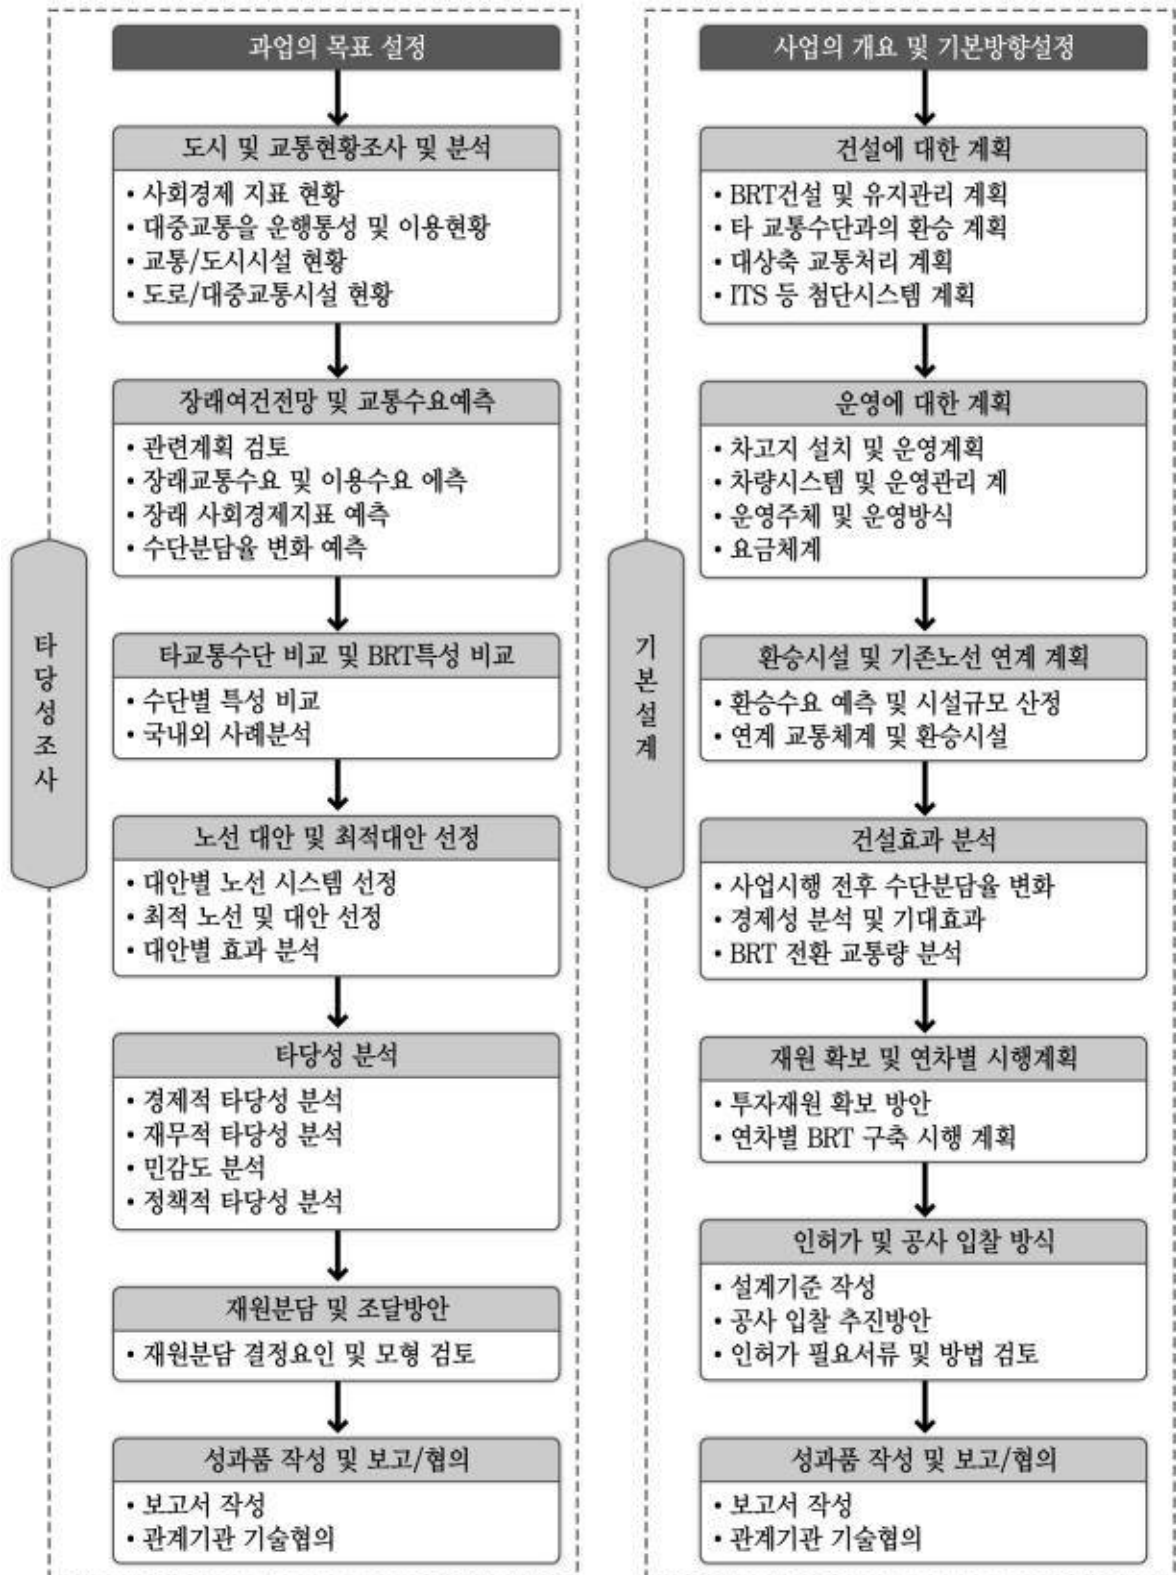 과업의 목표 설정
도시 및 교통현황조사 및 분석
• 사회경제 지표 현황
• 대중교통을 운행통성 및 이용현황
• 교통/도시시설 현황
• 도로/대중교통시설 현황
장래여건전망 및 교통수요예측
• 관련계획 검토
• 장래교통수요 및 이용수요 에측
• 장래 사회경제지표 예측
• 수단분담율 변화 예측
타당성조사
타교통수단 비교 및 BRT특성 비교
• 수단별 특성 비교
• 국내외 사례분석
노선 대안 및 최적대안 선정
• 대안별 노선 시스템 선정
• 최적 노선 및 대안 선정
• 대안별 효과 분석
타당성 분석
• 경제적 타당성 분석
• 재무적 타당성 분석
• 민감도 분석
• 정책적 타당성 분석
재원분담 및 조달방안
• 재원분담 결정요인 및 모형 검토
성과품 작성 및 보고/협의
• 보고서 작성
• 관계기관 기술협의
사업의 개요 및 기본방향설정
건설에 대한 계획
• BRT건설 및 유지관리 계획
• 타 교통수단과의 환승 계획
• 대상축 교통처리 계획
• ITS 등 첨단시스템 계획
운영에 대한 계획
• 차고지 설치 및 운영계획
• 차량시스템 및 운영관리 계
• 운영주체 및 운영방식
• 요금체계
기본설계
환승시설 및 기존노선 연계 계획
• 환승수요 예측 및 시설규모 산정
• 연계 교통체계 및 환승시설
건설효과 분석
• 사업시행 전후 수단분담율 변화
• 경제성 분석 및 기대효과
• BRT 전환 교통량 분석
재원 확보 및 연차별 시행계획
• 투자재원 확보 방안
• 연차별 BRT 구축 시행 계획
인허가 및 공사 입찰 방식
• 설계기준 작성
• 공사 입찰 추진방안
• 인허가 필요서류 및 방법 검토
성과품 작성 및 보고/협의
• 보고서 작성
• 관계기관 기술협의